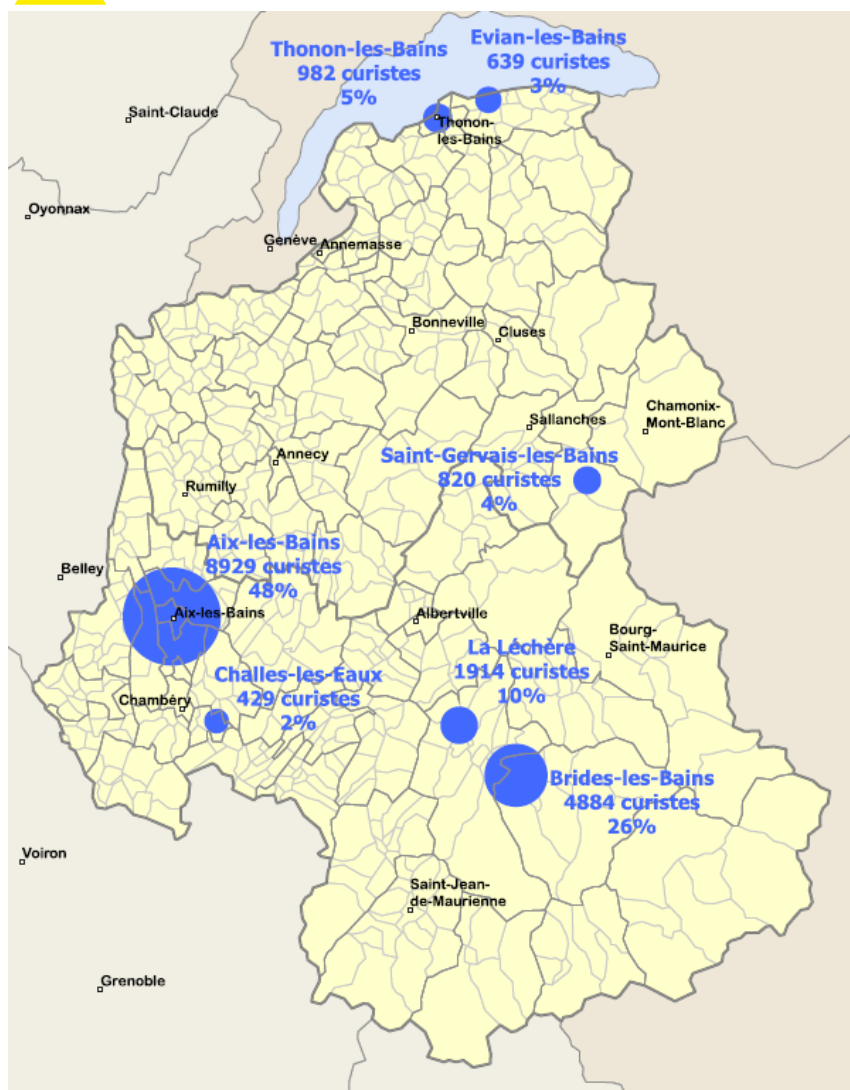 Thonon-les-Bains
982 curistes
5%
Evian-les-Bains
639 curistes
3%
Saint-Claude
Thonon-
les-Bains
Oyonnax
Genève
Annemasse
Bonneville
Cluses
Sallanches
Chamonix-
Mont-Blanc
Annecy
Saint-Gervais-les-Bains
820 curistes
4%
Rumilly
Aix-les-Bains
8929 curistes
48%
Belley
Aix-les-Bains
Albertville
Bourg-
Saint-Maurice
La Léchère
1914 curistes
10%
Challes-les-Eaux
429 curistes
2%
Chambéry
Brides-les-Bains
4884 curistes
26%
Voiron
Saint-Jean-
de-Maurienne
Grenoble